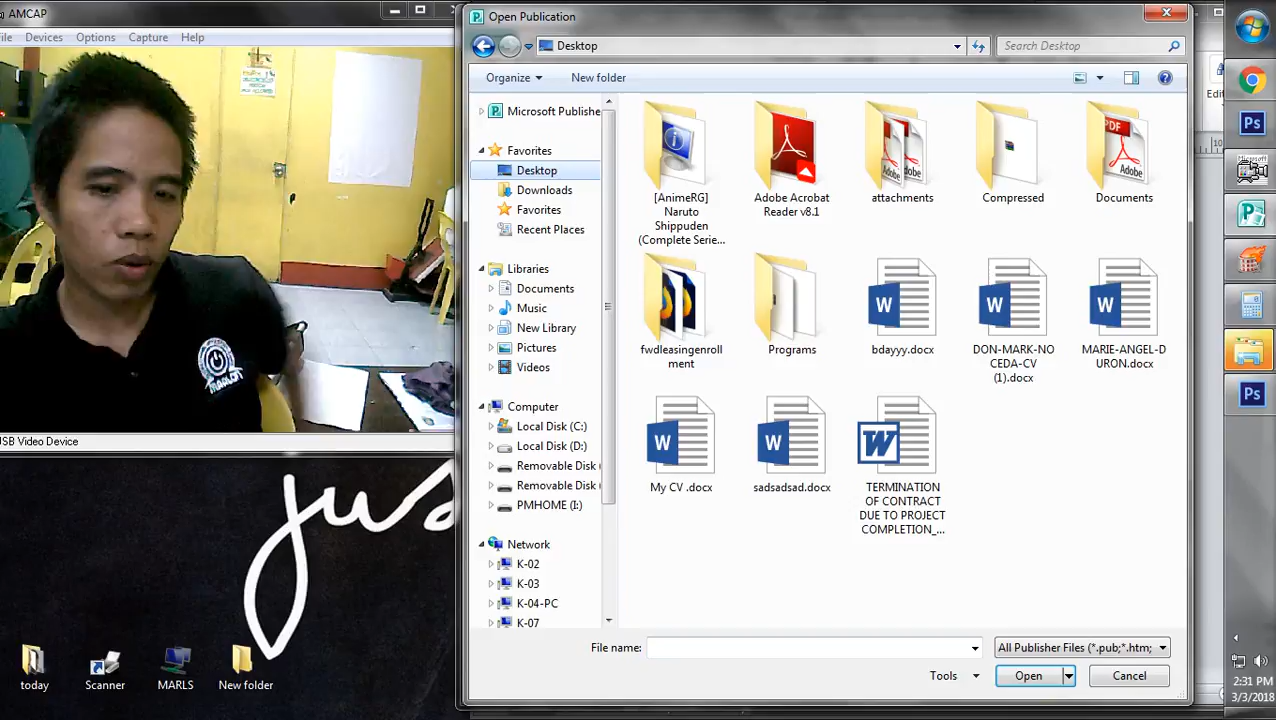 AMCAP
Devices
Options
Capture
Help
USB Video Device
jus
today
Scanner
MARLS
New folder
Open Publication
Desktop
Search Desktop
Organize
New folder
Microsoft Publishe
Favorites
Desktop
Downloads
Favorites
Recent Places
Libraries
Documents
Music
New Library
Pictures
Videos
Computer
Local Disk (C:)
Local Disk (D:)
Removable Disk (
Removable Disk (
PMHOME (I:)
Network
K-02
K-03
K-04-PC
K-07
[AnimeRG]
Naruto
Shippuden
(Complete Serie...
Adobe Acrobat
Reader v8.1
attachments
Compressed
Documents
fwdleasingenroll
ment
Programs
bdayyy.docx
DON-MARK-NO
CEDA-CV
(1).docx
MARIE-ANGEL-D
URON.docx
My CV .docx
sadsadsad.docx
TERMINATION
OF CONTRACT
DUE TO PROJECT
COMPLETION_...
File name:
All Publisher Files (*.pub;*.htm;
Tools
Open
Cancel
Edit
2:31 PM
3/3/2018